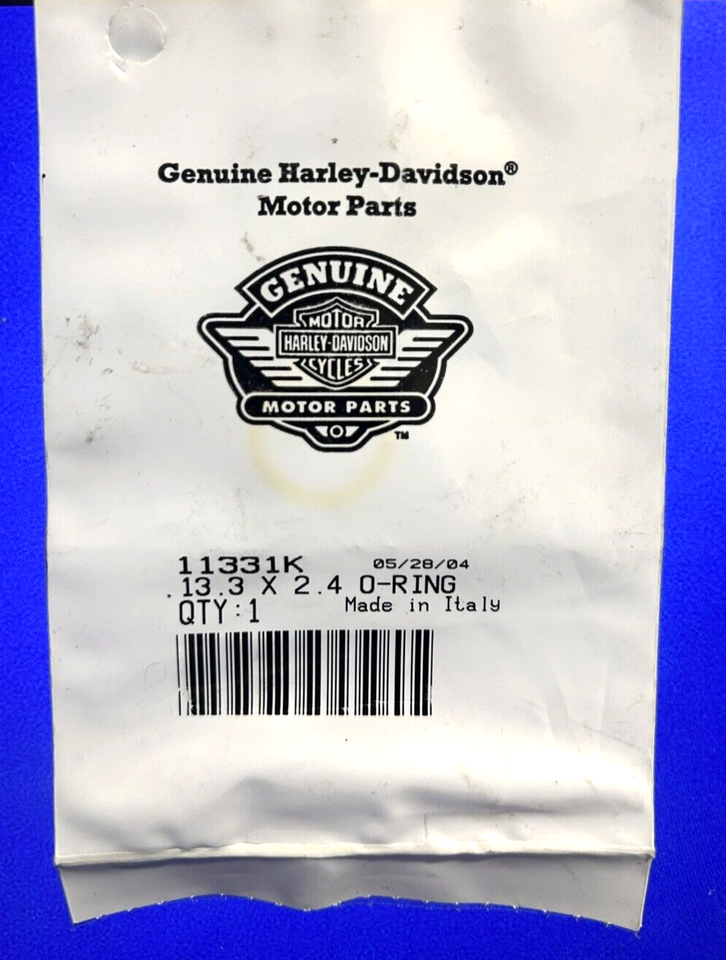 Genuine Harley-Davidson®
Motor Parts
GENUINE
MOTOR
HARLEY-DAVIDSON
CYCLES
MOTOR PARTS
TM
11331K 05/28/04
.13.3 X 2.4 O-RING
QTY:1 Made in Italy